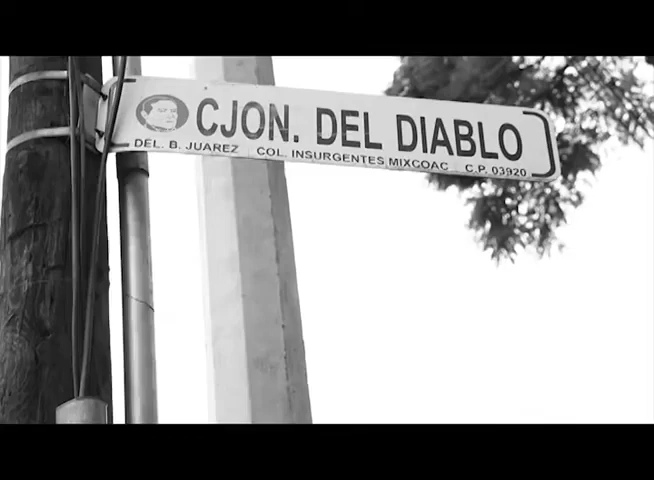 CJON. DEL DIABLO
DEL. B. JUAREZ COL. INSURGENTES MIXCOAC C.P. 03920